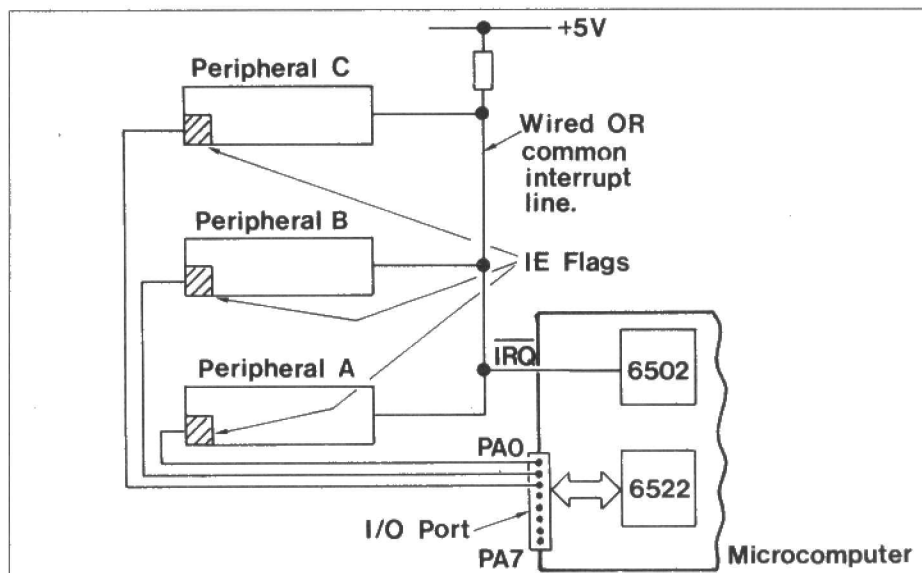 +5V
Peripheral C
Wired OR
common
interrupt
line.
Peripheral B
IE Flags
IRQ
6502
Peripheral A
PA0
6522
I/O Port
PA7
Microcomputer